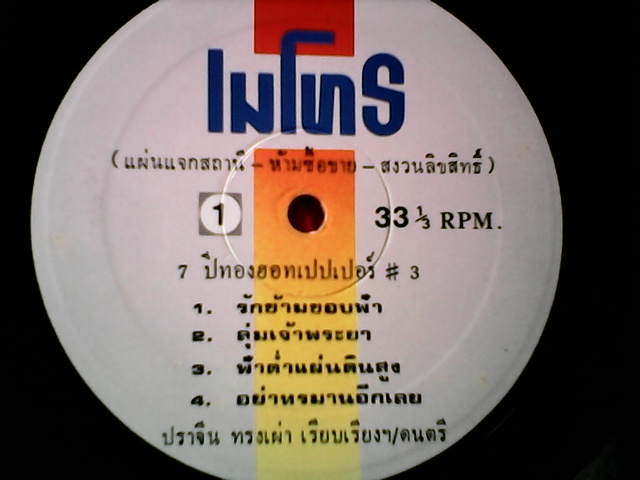 เมโทร
(แผ่นแจกสถานี – ห้ามซื้อขาย – สงวนลิขสิทธิ์)
1 33 ⅓ RPM.
7 ปีทองฮอทเปปเปอร์ # 3
1. รักข้ามขอบฟ้า
2. ลุ่มเจ้าพระยา
3. ฟ้าต่ำแผ่นดินสูง
4. อย่าทรมานอีกเลย
ปราจีน ทรงเผ่า เรียบเรียงฯ/ดนตรี